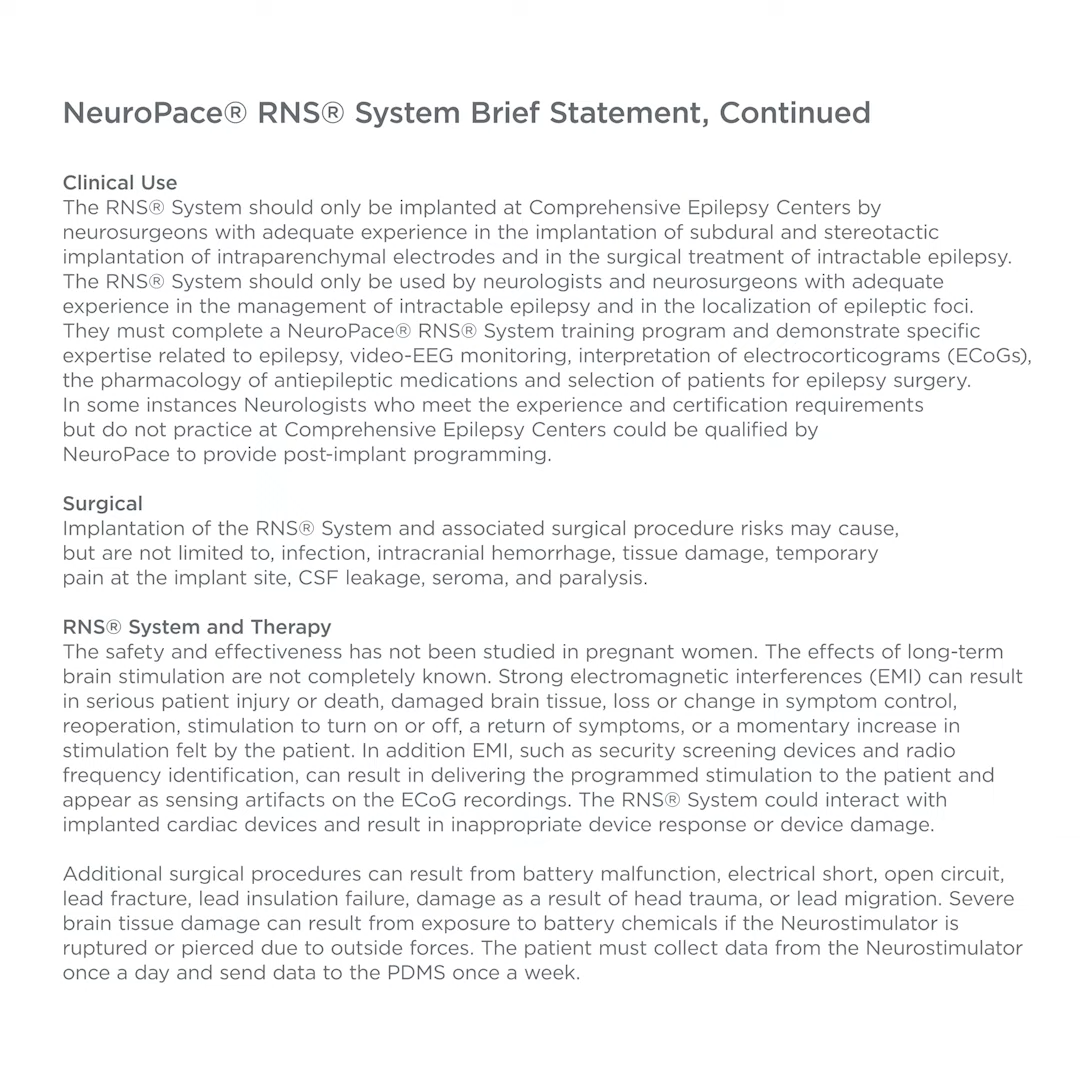 NeuroPace® RNS® System Brief Statement, Continued
Clinical Use
The RNS® System should only be implanted at Comprehensive Epilepsy Centers by
neurosurgeons with adequate experience in the implantation of subdural and stereotactic
implantation of intraparenchymal electrodes and in the surgical treatment of intractable epilepsy.
The RNS® System should only be used by neurologists and neurosurgeons with adequate
experience in the management of intractable epilepsy and in the localization of epileptic foci.
They must complete a NeuroPace® RNS® System training program and demonstrate specific
expertise related to epilepsy, video-EEG monitoring, interpretation of electrocorticograms (ECoGs),
the pharmacology of antiepileptic medications and selection of patients for epilepsy surgery.
In some instances Neurologists who meet the experience and certification requirements
but do not practice at Comprehensive Epilepsy Centers could be qualified by
NeuroPace to provide post-implant programming.
Surgical
Implantation of the RNS® System and associated surgical procedure risks may cause,
but are not limited to, infection, intracranial hemorrhage, tissue damage, temporary
pain at the implant site, CSF leakage, seroma, and paralysis.
RNS® System and Therapy
The safety and effectiveness has not been studied in pregnant women. The effects of long-term
brain stimulation are not completely known. Strong electromagnetic interferences (EMI) can result
in serious patient injury or death, damaged brain tissue, loss or change in symptom control,
reoperation, stimulation to turn on or off, a return of symptoms, or a momentary increase in
stimulation felt by the patient. In addition EMI, such as security screening devices and radio
frequency identification, can result in delivering the programmed stimulation to the patient and
appear as sensing artifacts on the ECoG recordings. The RNS® System could interact with
implanted cardiac devices and result in inappropriate device response or device damage.
Additional surgical procedures can result from battery malfunction, electrical short, open circuit,
lead fracture, lead insulation failure, damage as a result of head trauma, or lead migration. Severe
brain tissue damage can result from exposure to battery chemicals if the Neurostimulator is
ruptured or pierced due to outside forces. The patient must collect data from the Neurostimulator
once a day and send data to the PDMS once a week.